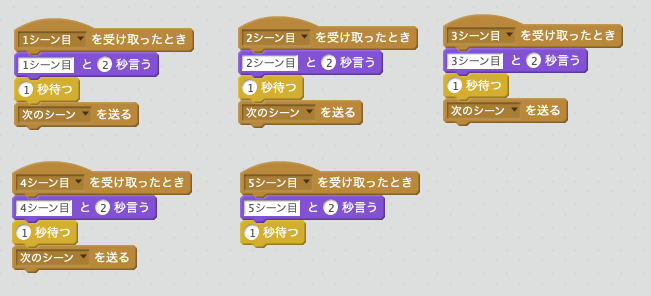 1シーン目 を受け取ったとき
1シーン目 と 2 秒言う
1 秒待つ
次のシーン を送る
2シーン目 を受け取ったとき
2シーン目 と 2 秒言う
1 秒待つ
次のシーン を送る
3シーン目 を受け取ったとき
3シーン目 と 2 秒言う
1 秒待つ
次のシーン を送る
4シーン目 を受け取ったとき
4シーン目 と 2 秒言う
1 秒待つ
次のシーン を送る
5シーン目 を受け取ったとき
5シーン目 と 2 秒言う
1 秒待つ